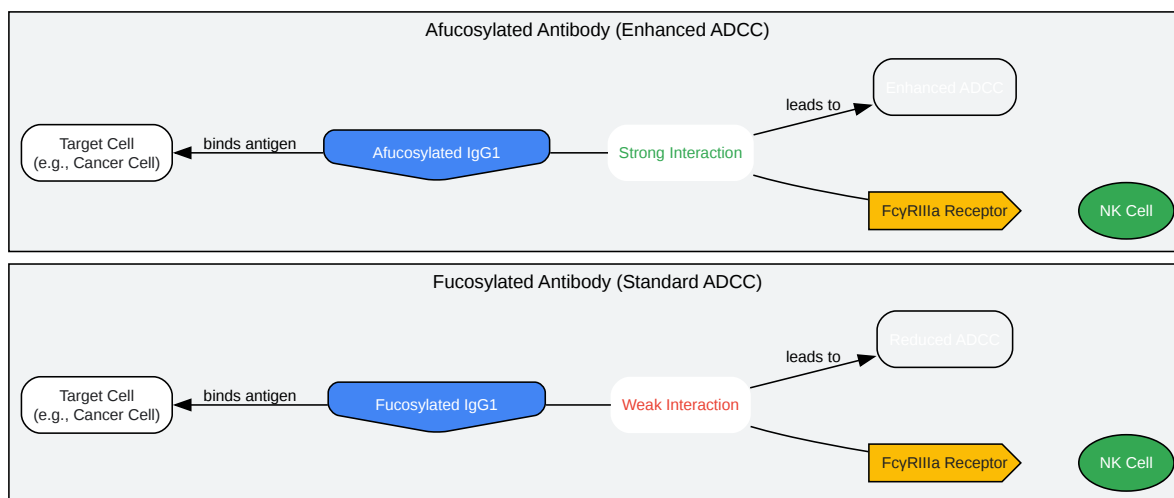 Afucosylated Antibody (Enhanced ADCC)
Enhanced ADCC
leads to
Target Cell
(e.g., Cancer Cell)
binds antigen
Afucosylated IgG1
Strong Interaction
FcγRIIIa Receptor
NK Cell
Fucosylated Antibody (Standard ADCC)
Reduced ADCC
leads to
Target Cell
(e.g., Cancer Cell)
binds antigen
Fucosylated IgG1
Weak Interaction
FcγRIIIa Receptor
NK Cell